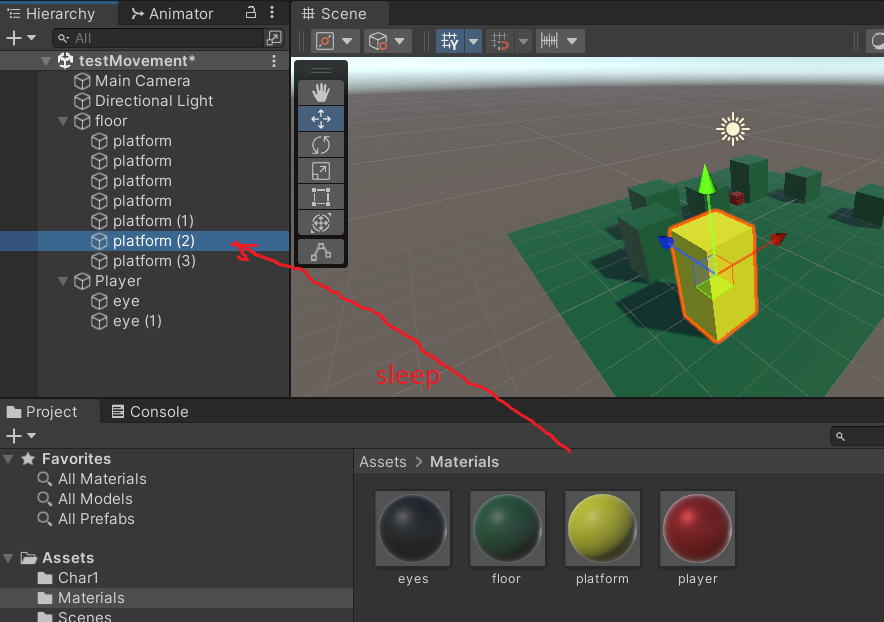 Hierarchy
Animator
All
testMovement*
Main Camera
Directional Light
floor
platform
platform
platform
platform
platform (1)
platform (2)
platform (3)
Player
eye
eye (1)
Scene
Y
sleep
Project
Console
Favorites
All Materials
All Models
All Prefabs
Assets
Char1
Materials
Scenes
Assets > Materials
eyes
floor
platform
player